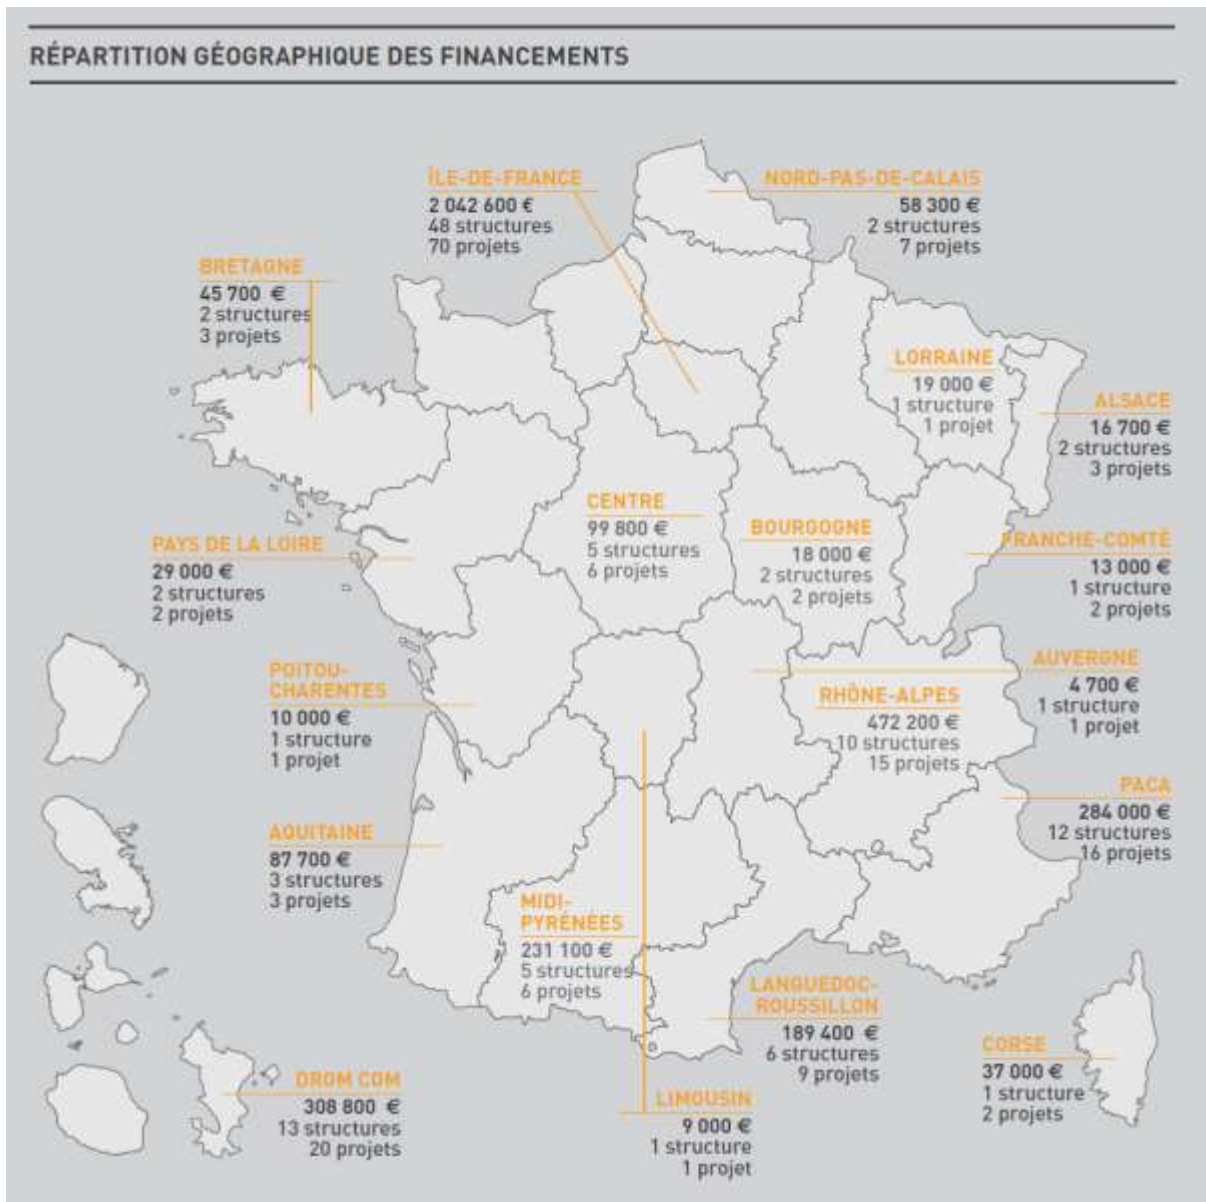 RÉPARTITION GÉOGRAPHIQUE DES FINANCEMENTS
ÎLE-DE-FRANCE
2 042 600 €
48 structures
70 projets
NORD-PAS-DE-CALAIS
58 300 €
2 structures
7 projets
BRETAGNE
45 700 €
2 structures
3 projets
LORRAINE
19 000 €
1 structure
1 projet
ALSACE
16 700 €
2 structures
3 projets
CENTRE
99 800 €
5 structures
6 projets
BOURGOGNE
18 000 €
2 structures
2 projets
FRANCHE-COMTÉ
13 000 €
1 structure
2 projets
PAYS DE LA LOIRE
29 000 €
2 structures
2 projets
POITOU-
CHARENTES
10 000 €
1 structure
1 projet
AUVERGNE
4 700 €
1 structure
1 projet
RHÔNE-ALPES
472 200 €
10 structures
15 projets
PACA
284 000 €
12 structures
16 projets
AQUITAINE
87 700 €
3 structures
3 projets
MIDI-
PYRÉNÉES
231 100 €
5 structures
6 projets
LANGUEDOC-
ROUSSILLON
189 400 €
6 structures
9 projets
CORSE
37 000 €
1 structure
2 projets
DROM COM
308 800 €
13 structures
20 projets
LIMOUSIN
9 000 €
1 structure
1 projet